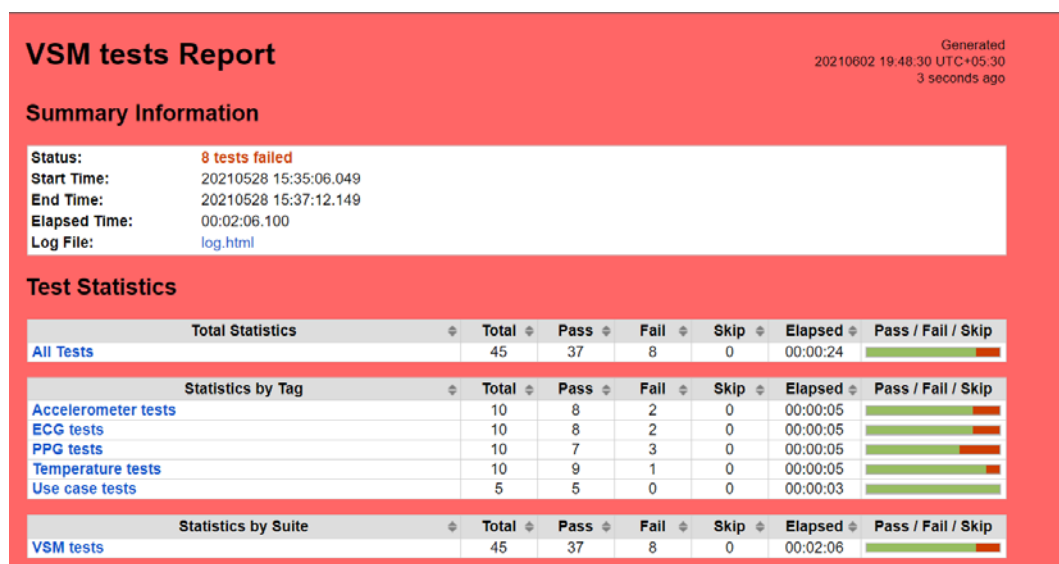 VSM tests Report
Generated
20210602 19:48:30 UTC+05:30
3 seconds ago
Summary Information
Status: 8 tests failed
Start Time: 20210528 15:35:06.049
End Time: 20210528 15:37:12.149
Elapsed Time: 00:02:06.100
Log File: log.html
Test Statistics
Total Statistics Total Pass Fail Skip Elapsed Pass / Fail / Skip
All Tests 45 37 8 0 00:00:24
Statistics by Tag Total Pass Fail Skip Elapsed Pass / Fail / Skip
Accelerometer tests 10 8 2 0 00:00:05
ECG tests 10 8 2 0 00:00:05
PPG tests 10 7 3 0 00:00:05
Temperature tests 10 9 1 0 00:00:05
Use case tests 5 5 0 0 00:00:03
Statistics by Suite Total Pass Fail Skip Elapsed Pass / Fail / Skip
VSM tests 45 37 8 0 00:02:06